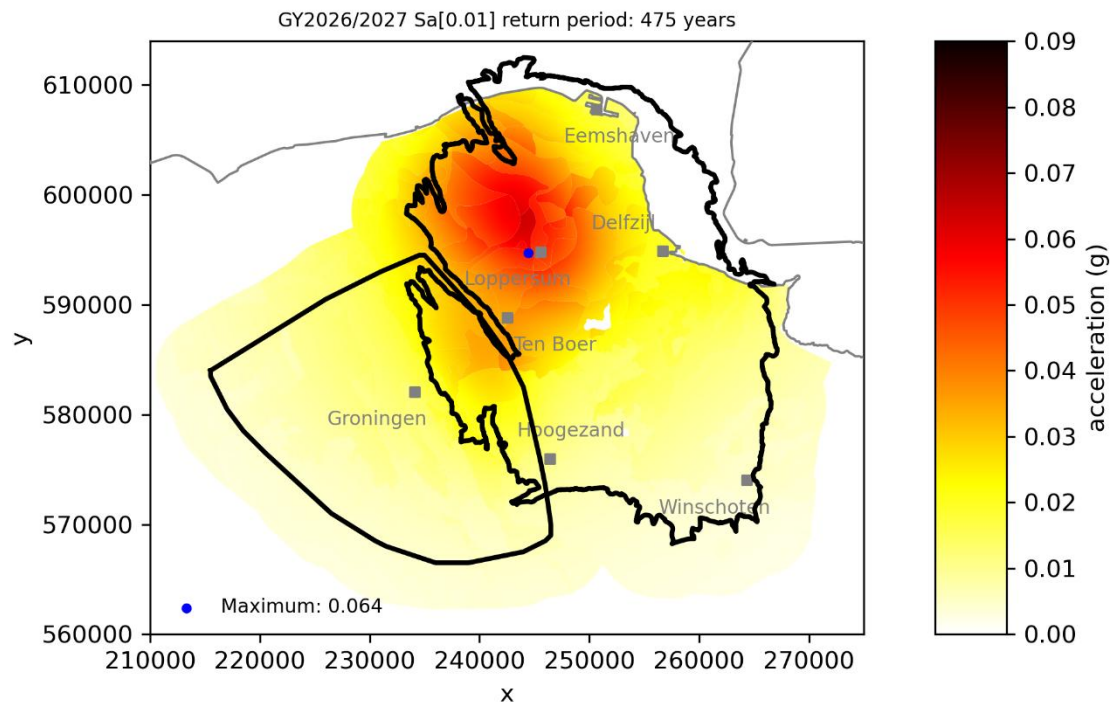 GY2026/2027 Sa[0.01] return period: 475 years
610000
600000
590000
580000
570000
560000
y
Eemshaven
Delfzijl
Loppersum
Ten Boer
Groningen
Hoogezand
Winschoten
Maximum: 0.064
210000 220000 230000 240000 250000 260000 270000
x
0.09
0.08
0.07
0.06
0.05
0.04
0.03
0.02
0.01
0.00
acceleration (g)